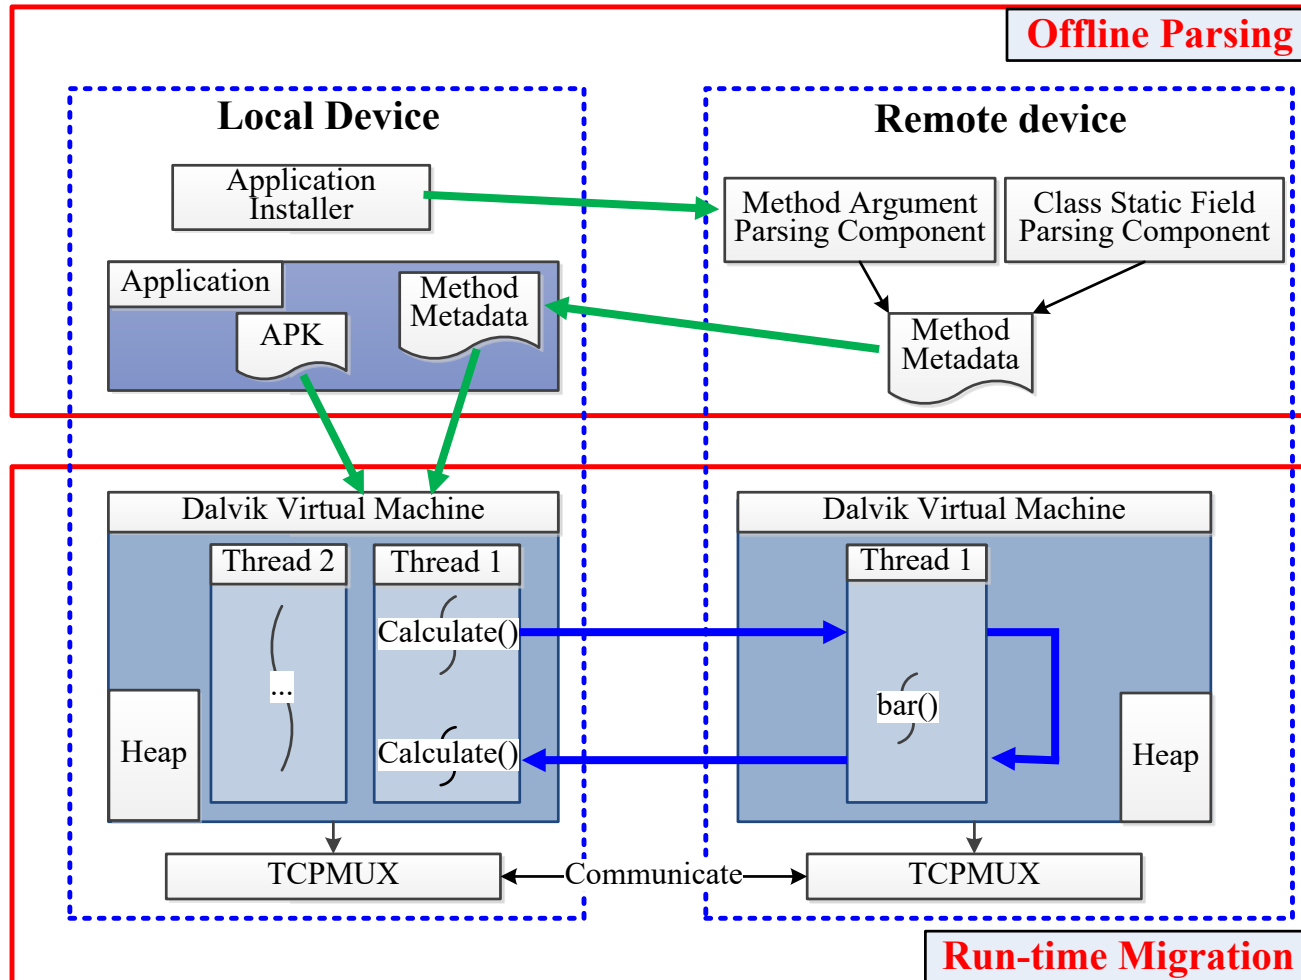 Offline Parsing
Local Device
Remote device
Application
Installer
Method Argument
Parsing Component
Class Static Field
Parsing Component
Application
APK
Method
Metadata
Method
Metadata
Dalvik Virtual Machine
Dalvik Virtual Machine
Thread 2
Thread 1
Thread 1
Calculate()
...
bar()
Calculate()
Heap
Heap
TCPMUX
Communicate
TCPMUX
Run-time Migration